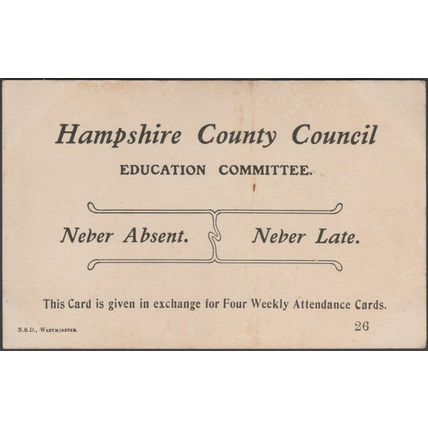 Hampshire County Council
EDUCATION COMMITTEE.
Never Absent. Never Late.
This Card is given in exchange for Four Weekly Attendance Cards.
N.S.D., WESTMINSTER. 26